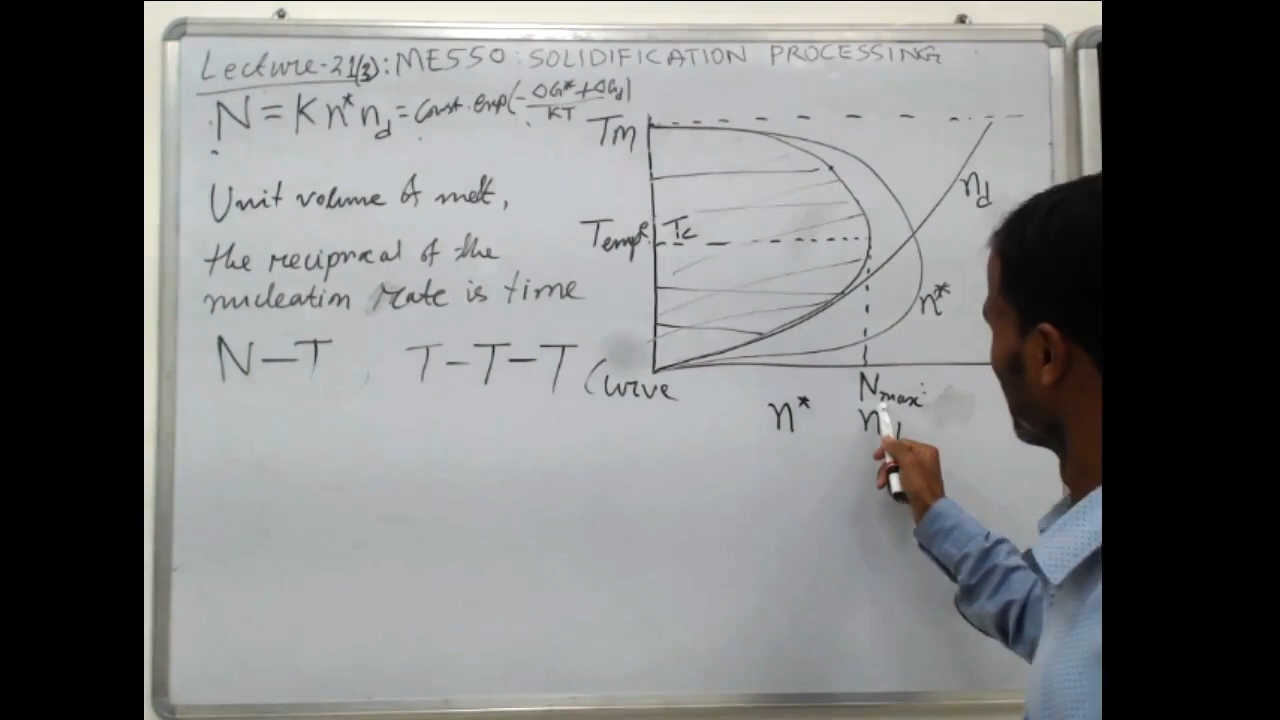 Lecture-21(3): ME550: SOLIDIFICATION PROCESSING
N = K n* nd = Const. exp(-ΔG*+ΔGd/KT)
Unit volume of melt,
the reciprocal of the
nucleation rate is time
N-T, T-T-T Curve
Tm
Temp. Tc
nd
n*
Nmax
n*